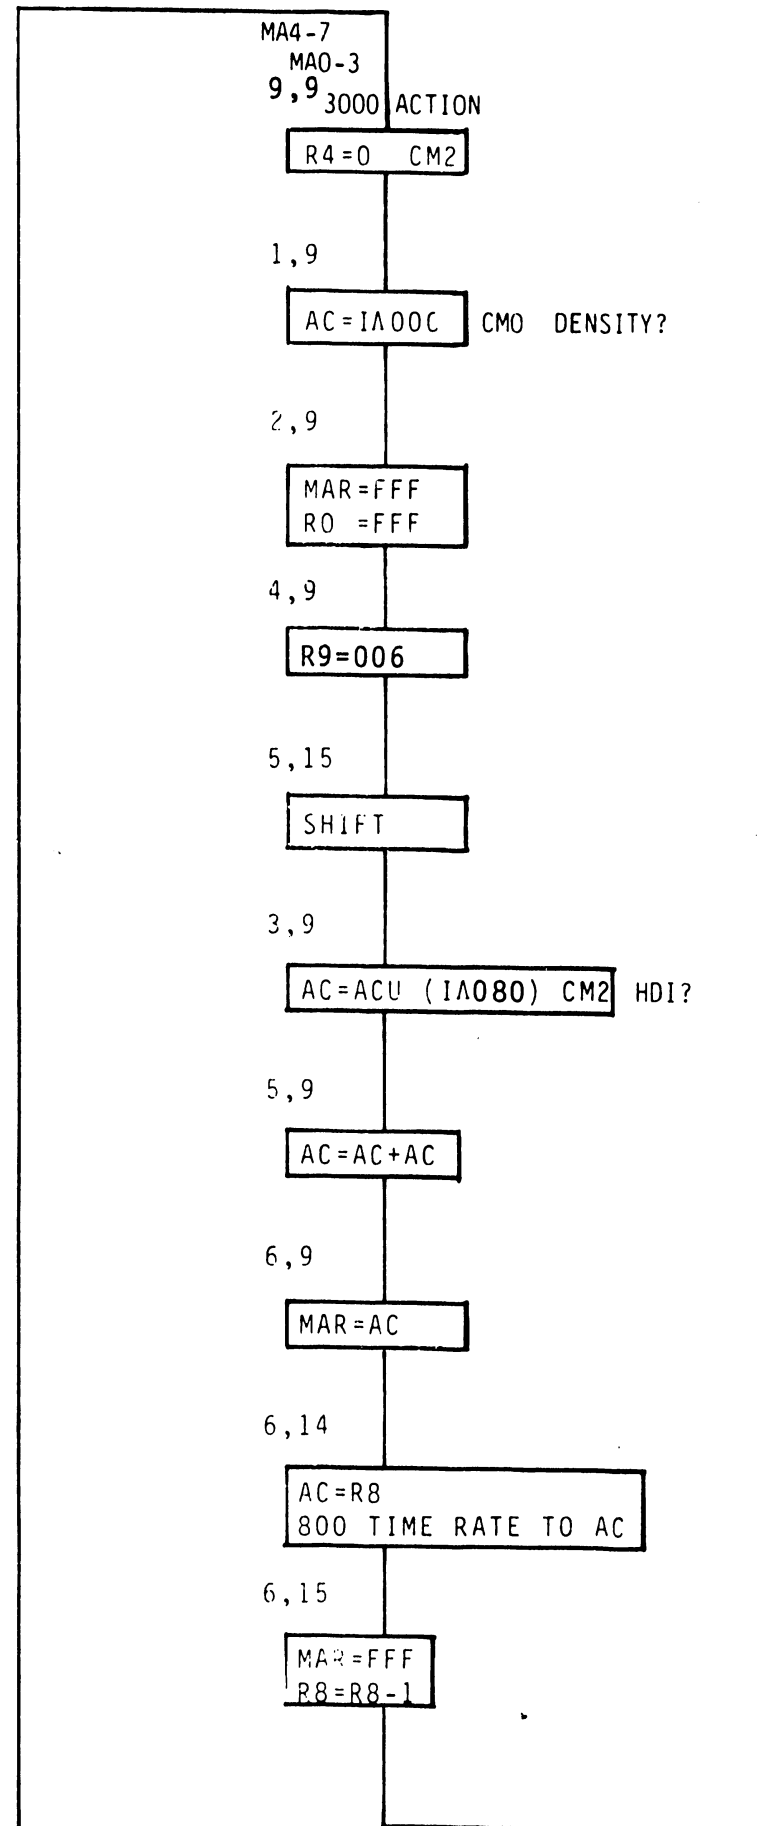 MA4-7
MA0-3
9,9 3000 ACTION
R4=0 CM2
1,9
AC=IΛ00C CM0 DENSITY?
2,9
MAR=FFF
R0 =FFF
4,9
R9=006
5,15
SHIFT
3,9
AC=ACU (IΛ080) CM2 HDI?
5,9
AC=AC+AC
6,9
MAR=AC
6,14
AC=R8
800 TIME RATE TO AC
6,15
MAR=FFF
R8=R8-1